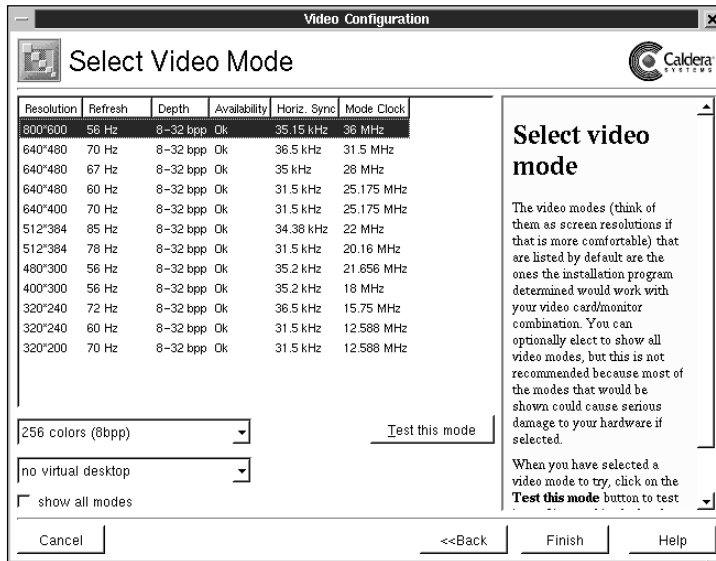 Video Configuration
Select Video Mode
Caldera
SYSTEMS
Resolution Refresh Depth Availability Horiz. Sync Mode Clock
800*600 56 Hz 8-32 bpp Ok 35.15 kHz 36 MHz
640*480 70 Hz 8-32 bpp Ok 36.5 kHz 31.5 MHz
640*480 67 Hz 8-32 bpp Ok 35 kHz 28 MHz
640*480 60 Hz 8-32 bpp Ok 31.5 kHz 25.175 MHz
640*400 70 Hz 8-32 bpp Ok 31.5 kHz 25.175 MHz
512*384 85 Hz 8-32 bpp Ok 34.38 kHz 22 MHz
512*384 78 Hz 8-32 bpp Ok 31.5 kHz 20.16 MHz
480*300 56 Hz 8-32 bpp Ok 35.2 kHz 21.656 MHz
400*300 56 Hz 8-32 bpp Ok 35.2 kHz 18 MHz
320*240 72 Hz 8-32 bpp Ok 36.5 kHz 15.75 MHz
320*240 60 Hz 8-32 bpp Ok 31.5 kHz 12.588 MHz
320*200 70 Hz 8-32 bpp Ok 31.5 kHz 12.588 MHz
256 colors (8bpp)
Test this mode
no virtual desktop
show all modes
Select video
mode
The video modes (think of
them as screen resolutions if
that is more comfortable) that
are listed by default are the
ones the installation program
determined would work with
your video card/monitor
combination. You can
optionally elect to show all
video modes, but this is not
recommended because most of
the modes that would be
shown could cause serious
damage to your hardware if
selected.
When you have selected a
video mode to try, click on the
Test this mode button to test
Cancel
<<Back
Finish
Help